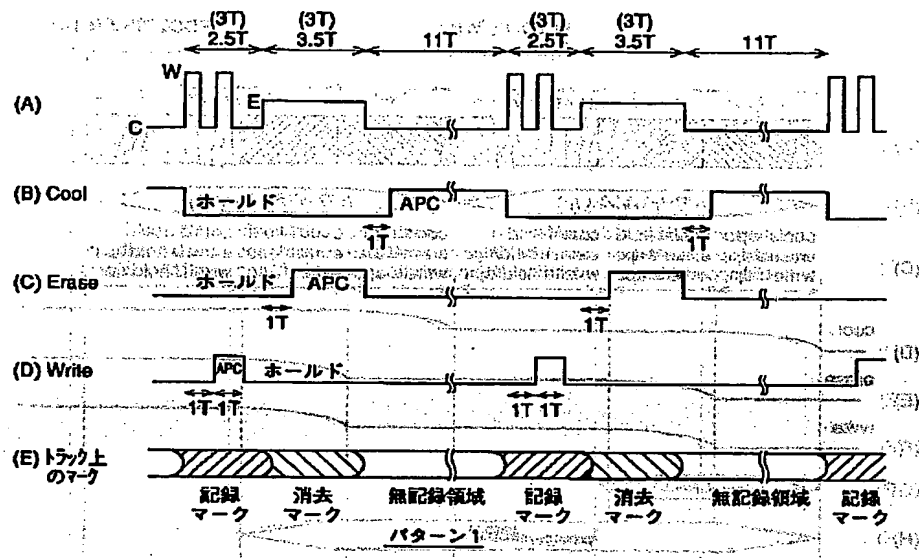 (3T) (3T) (3T) (3T)
2.5T 3.5T 11T 2.5T 3.5T 11T
(A) W E C
(B) Cool ホールド APC
1T 1T
(C) Erase ホールド APC
1T 1T
(D) Write APC ホールド
1T 1T 1T 1T
(E) トラック上
のマーク
記録 消去 無記録領域 記録 消去 無記録領域 記録
マーク マーク マーク マーク マーク
パターン1